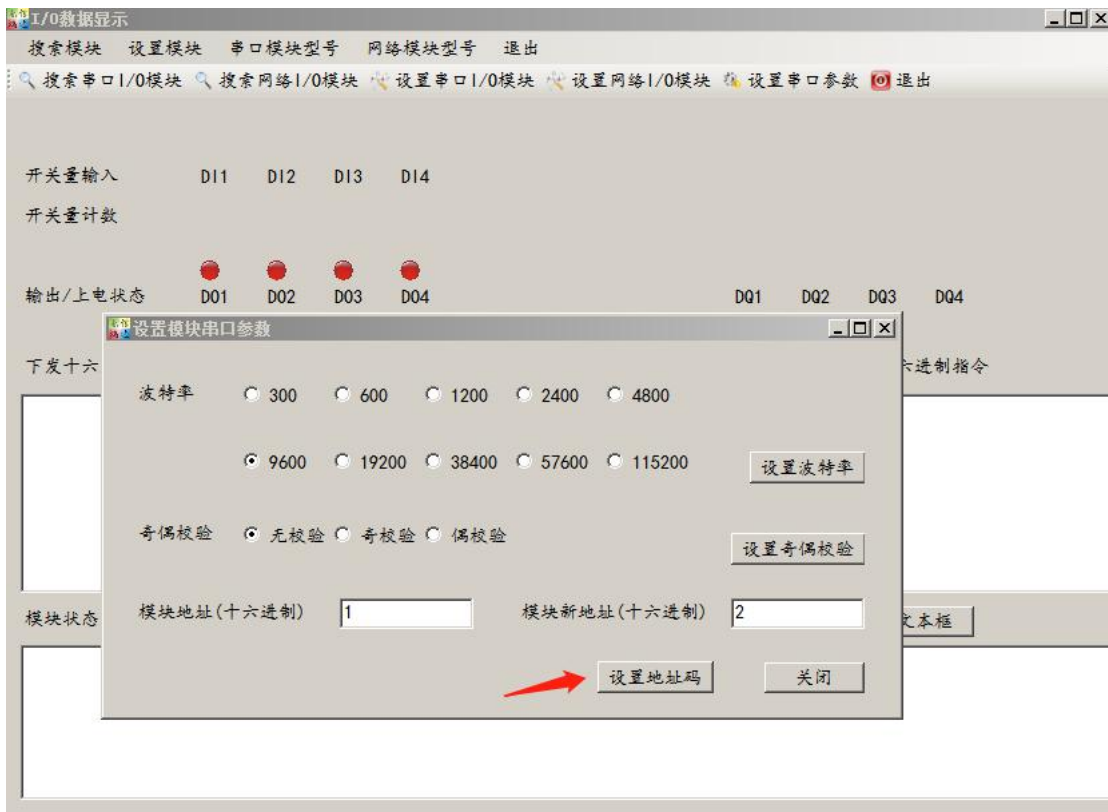 I/O数据显示
搜索模块 设置模块 串口模块型号 网络模块型号 退出
搜索串口I/O模块 搜索网络I/O模块 设置串口I/O模块 设置网络I/O模块 设置串口参数 退出
开关量输入 DI1 DI2 DI3 DI4
开关量计数
输出/上电状态 DO1 DO2 DO3 DO4 DQ1 DQ2 DQ3 DQ4
设置模块串口参数
下发十六 六进制指令
波特率 300 600 1200 2400 4800
9600 19200 38400 57600 115200 设置波特率
奇偶校验 无校验 奇校验 偶校验 设置奇偶校验
模块状态 模块地址(十六进制) 1 模块新地址(十六进制) 2 文本框
设置地址码 关闭